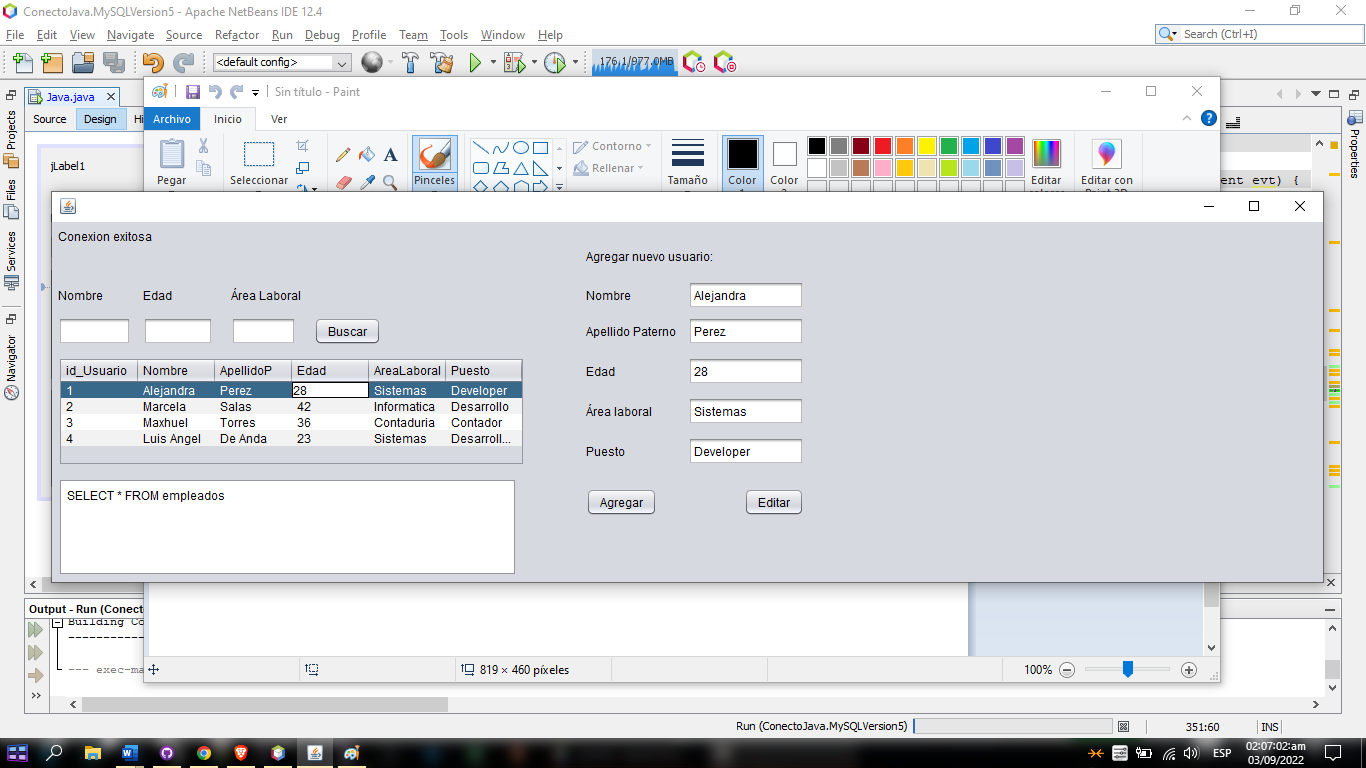 ConectoJava.MySQLVersion5 - Apache NetBeans IDE 12.4
File Edit View Navigate Source Refactor Run Debug Profile Team Tools Window Help
Search (Ctrl+I)
<default config>
176.1/977.0MB
Java.java
Sin título - Paint
Source Design Hi
Archivo Inicio Ver
Projects
Files
Services
Navigator
Properties
jLabel1
Pegar
Seleccionar
Pinceles
Contorno
Rellenar
Tamaño
Color
Color
Editar
Editar con
ent evt) {
Conexion exitosa
Agregar nuevo usuario:
Nombre Edad Área Laboral
Buscar
Nombre Alejandra
Apellido Paterno Perez
Edad 28
Área laboral Sistemas
Puesto Developer
Agregar Editar
id_Usuario Nombre ApellidoP Edad AreaLaboral Puesto
1 Alejandra Perez 28 Sistemas Developer
2 Marcela Salas 42 Informatica Desarrollo
3 Maxhuel Torres 36 Contaduria Contador
4 Luis Angel De Anda 23 Sistemas Desarroll...
SELECT * FROM empleados
Output - Run (Conect
Building Co
--- exec-ma
819 × 460 píxeles
100%
Run (ConectoJava.MySQLVersion5)
351:60 INS
ESP
02:07:02:am
03/09/2022